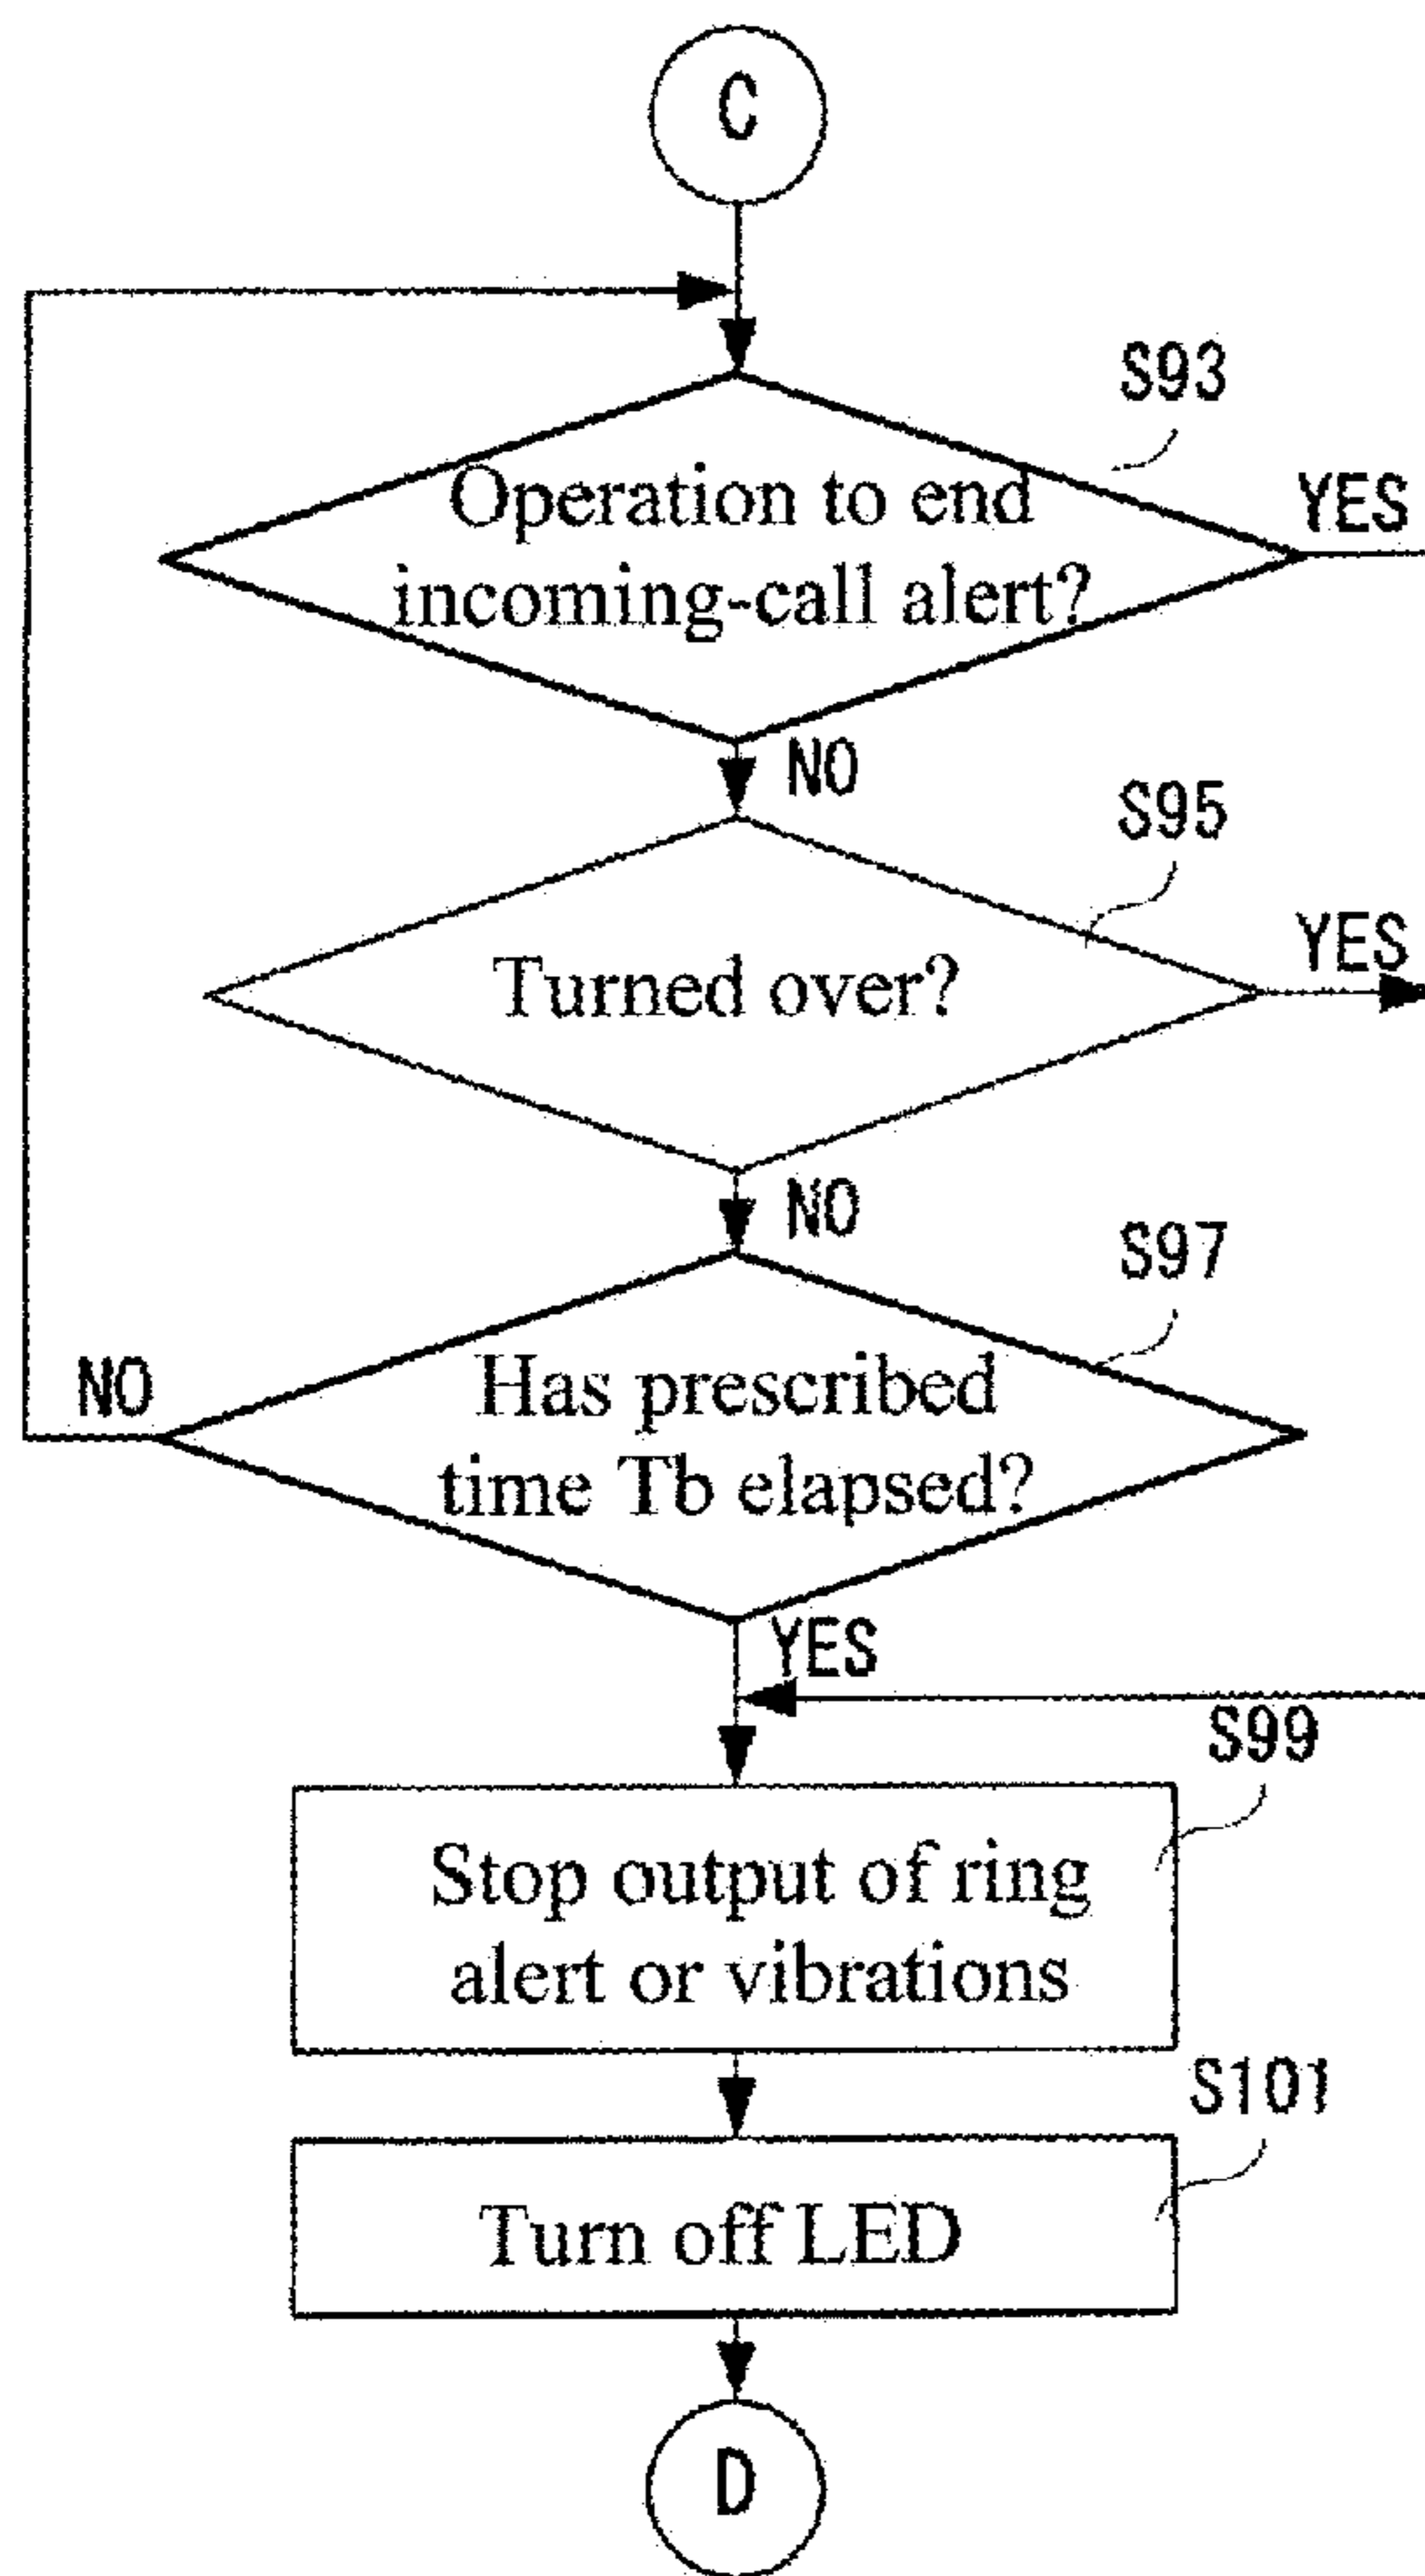 C
S93
Operation to end
incoming-call alert?
YES
NO
S95
Turned over?
YES
NO
S97
Has prescribed
time Tb elapsed?
NO
YES
S99
Stop output of ring
alert or vibrations
S101
Turn off LED
D